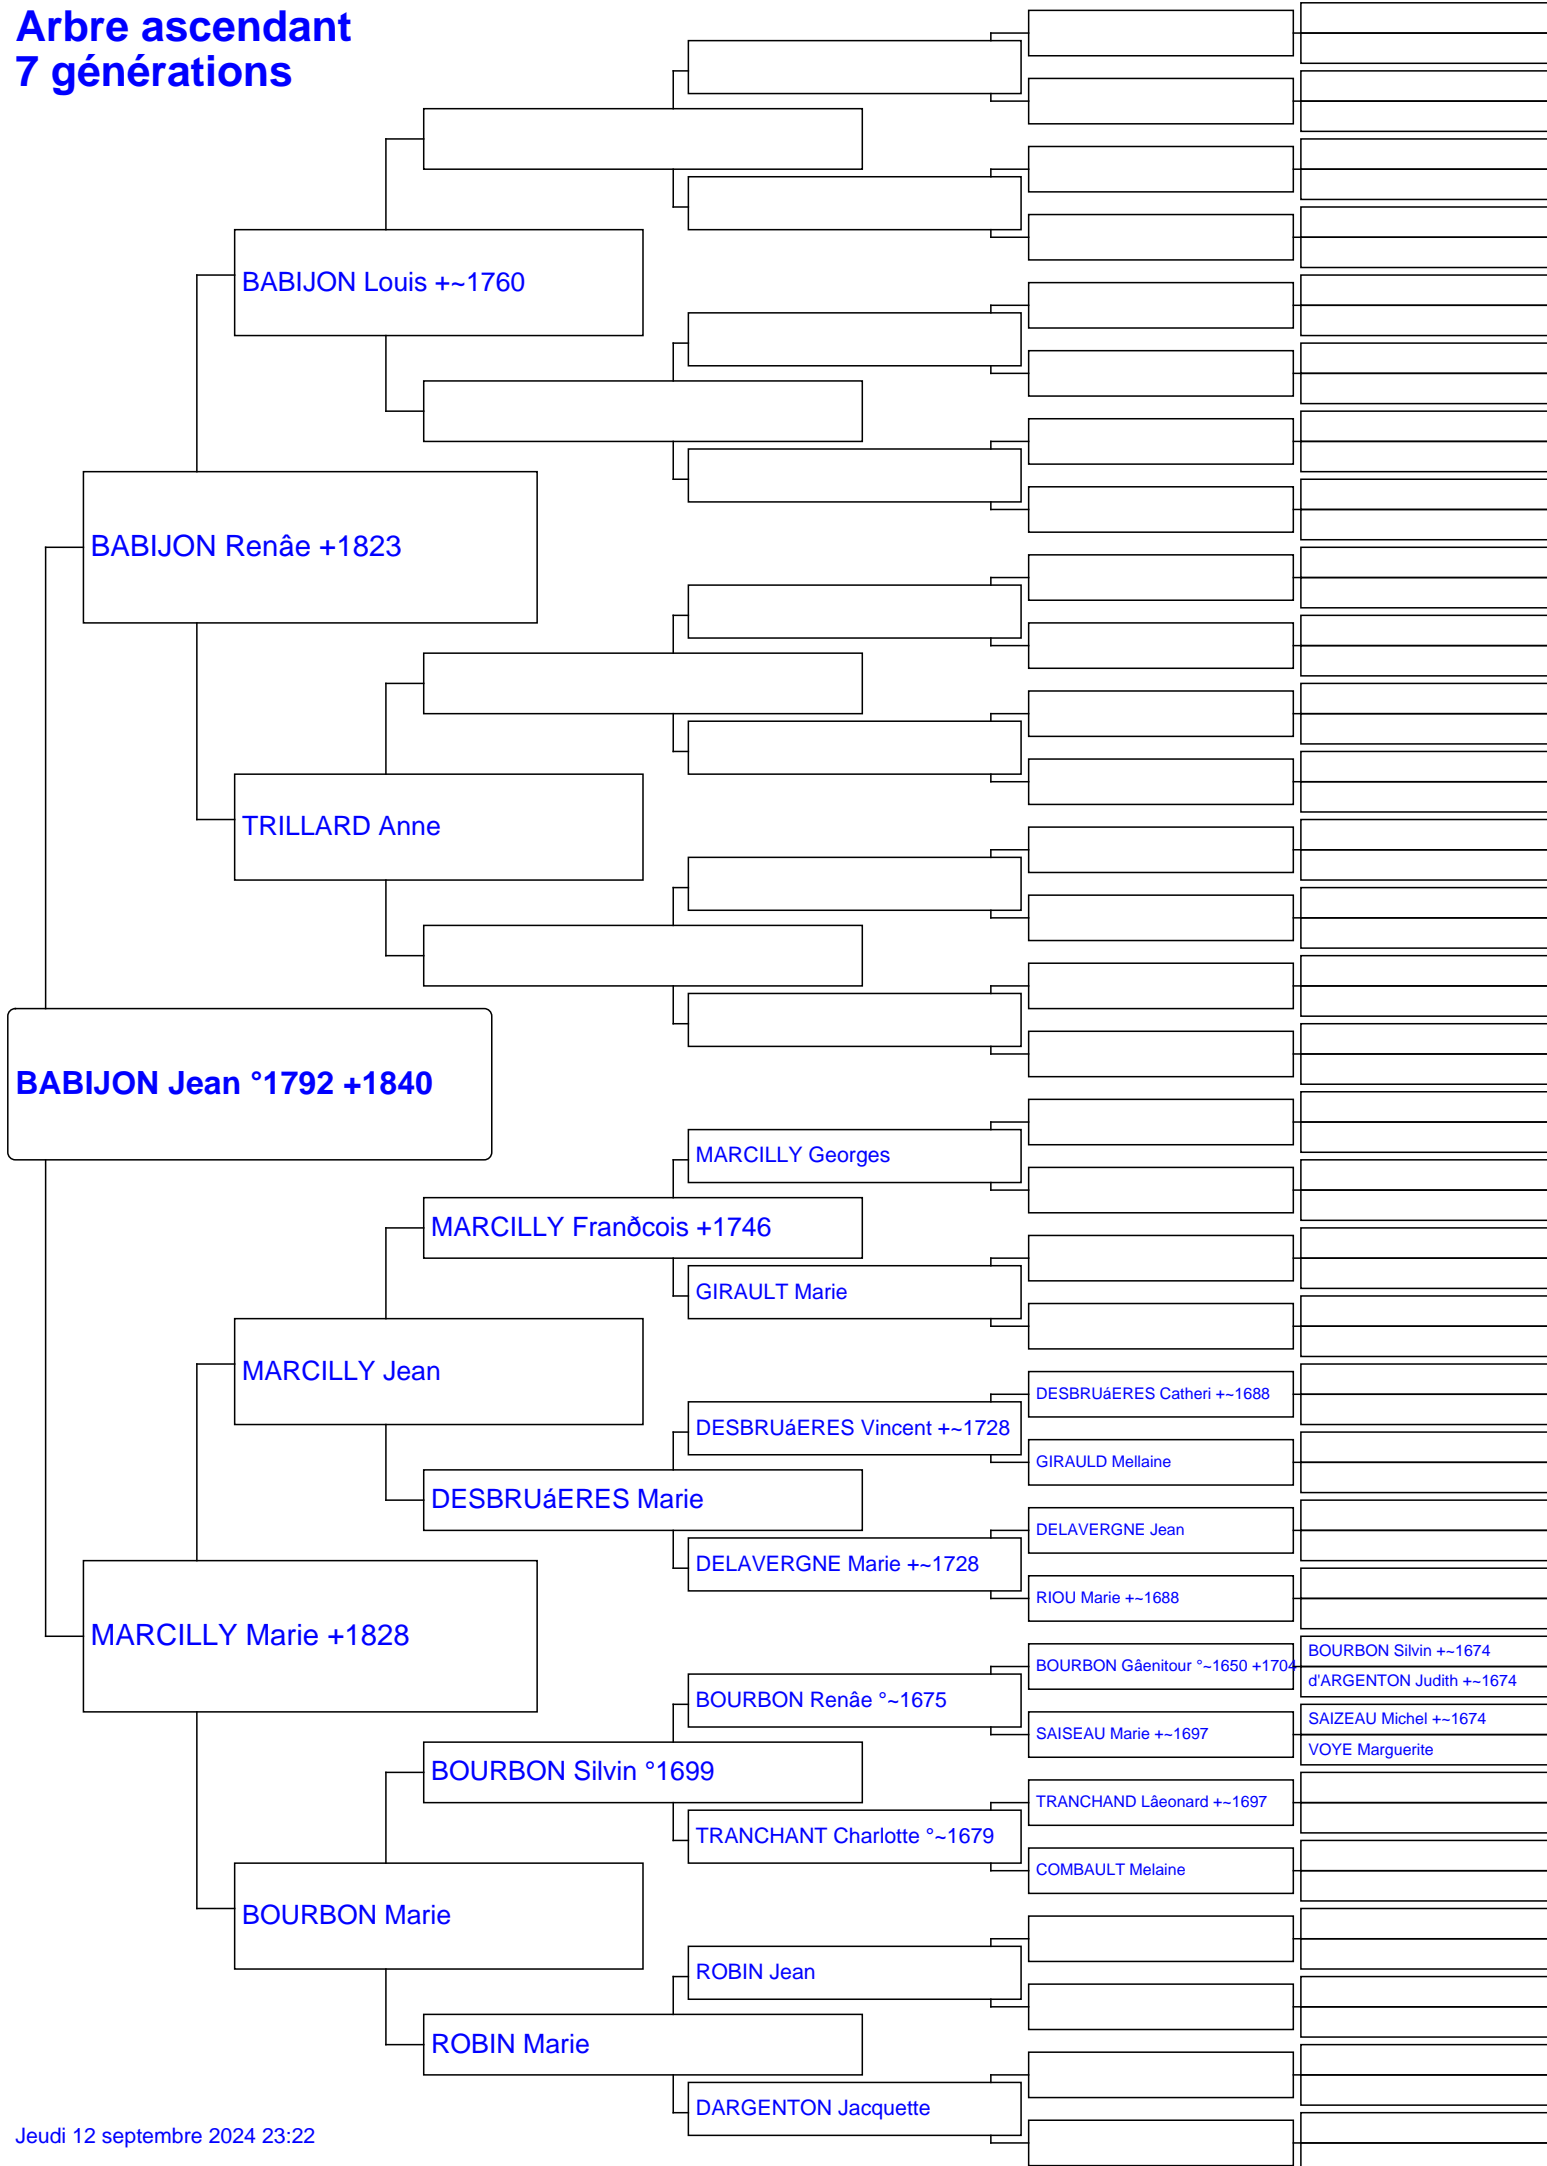 Arbre ascendant
7 générations
BABIJON Louis +~1760
BABIJON Renâe +1823
TRILLARD Anne
BABIJON Jean °1792 +1840
MARCILLY Georges
MARCILLY Franðcois +1746
GIRAULT Marie
MARCILLY Jean
DESBRUáERES Catheri +~1688
DESBRUáERES Vincent +~1728
GIRAULD Mellaine
DESBRUáERES Marie
DELAVERGNE Jean
DELAVERGNE Marie +~1728
RIOU Marie +~1688
MARCILLY Marie +1828
BOURBON Silvin +~1674
BOURBON Gâenitour °~1650 +1704
d'ARGENTON Judith +~1674
BOURBON Renâe °~1675
SAIZEAU Michel +~1674
SAISEAU Marie +~1697
VOYE Marguerite
BOURBON Silvin °1699
TRANCHAND Lâeonard +~1697
TRANCHANT Charlotte °~1679
COMBAULT Melaine
BOURBON Marie
ROBIN Jean
ROBIN Marie
DARGENTON Jacquette
Jeudi 12 septembre 2024 23:22